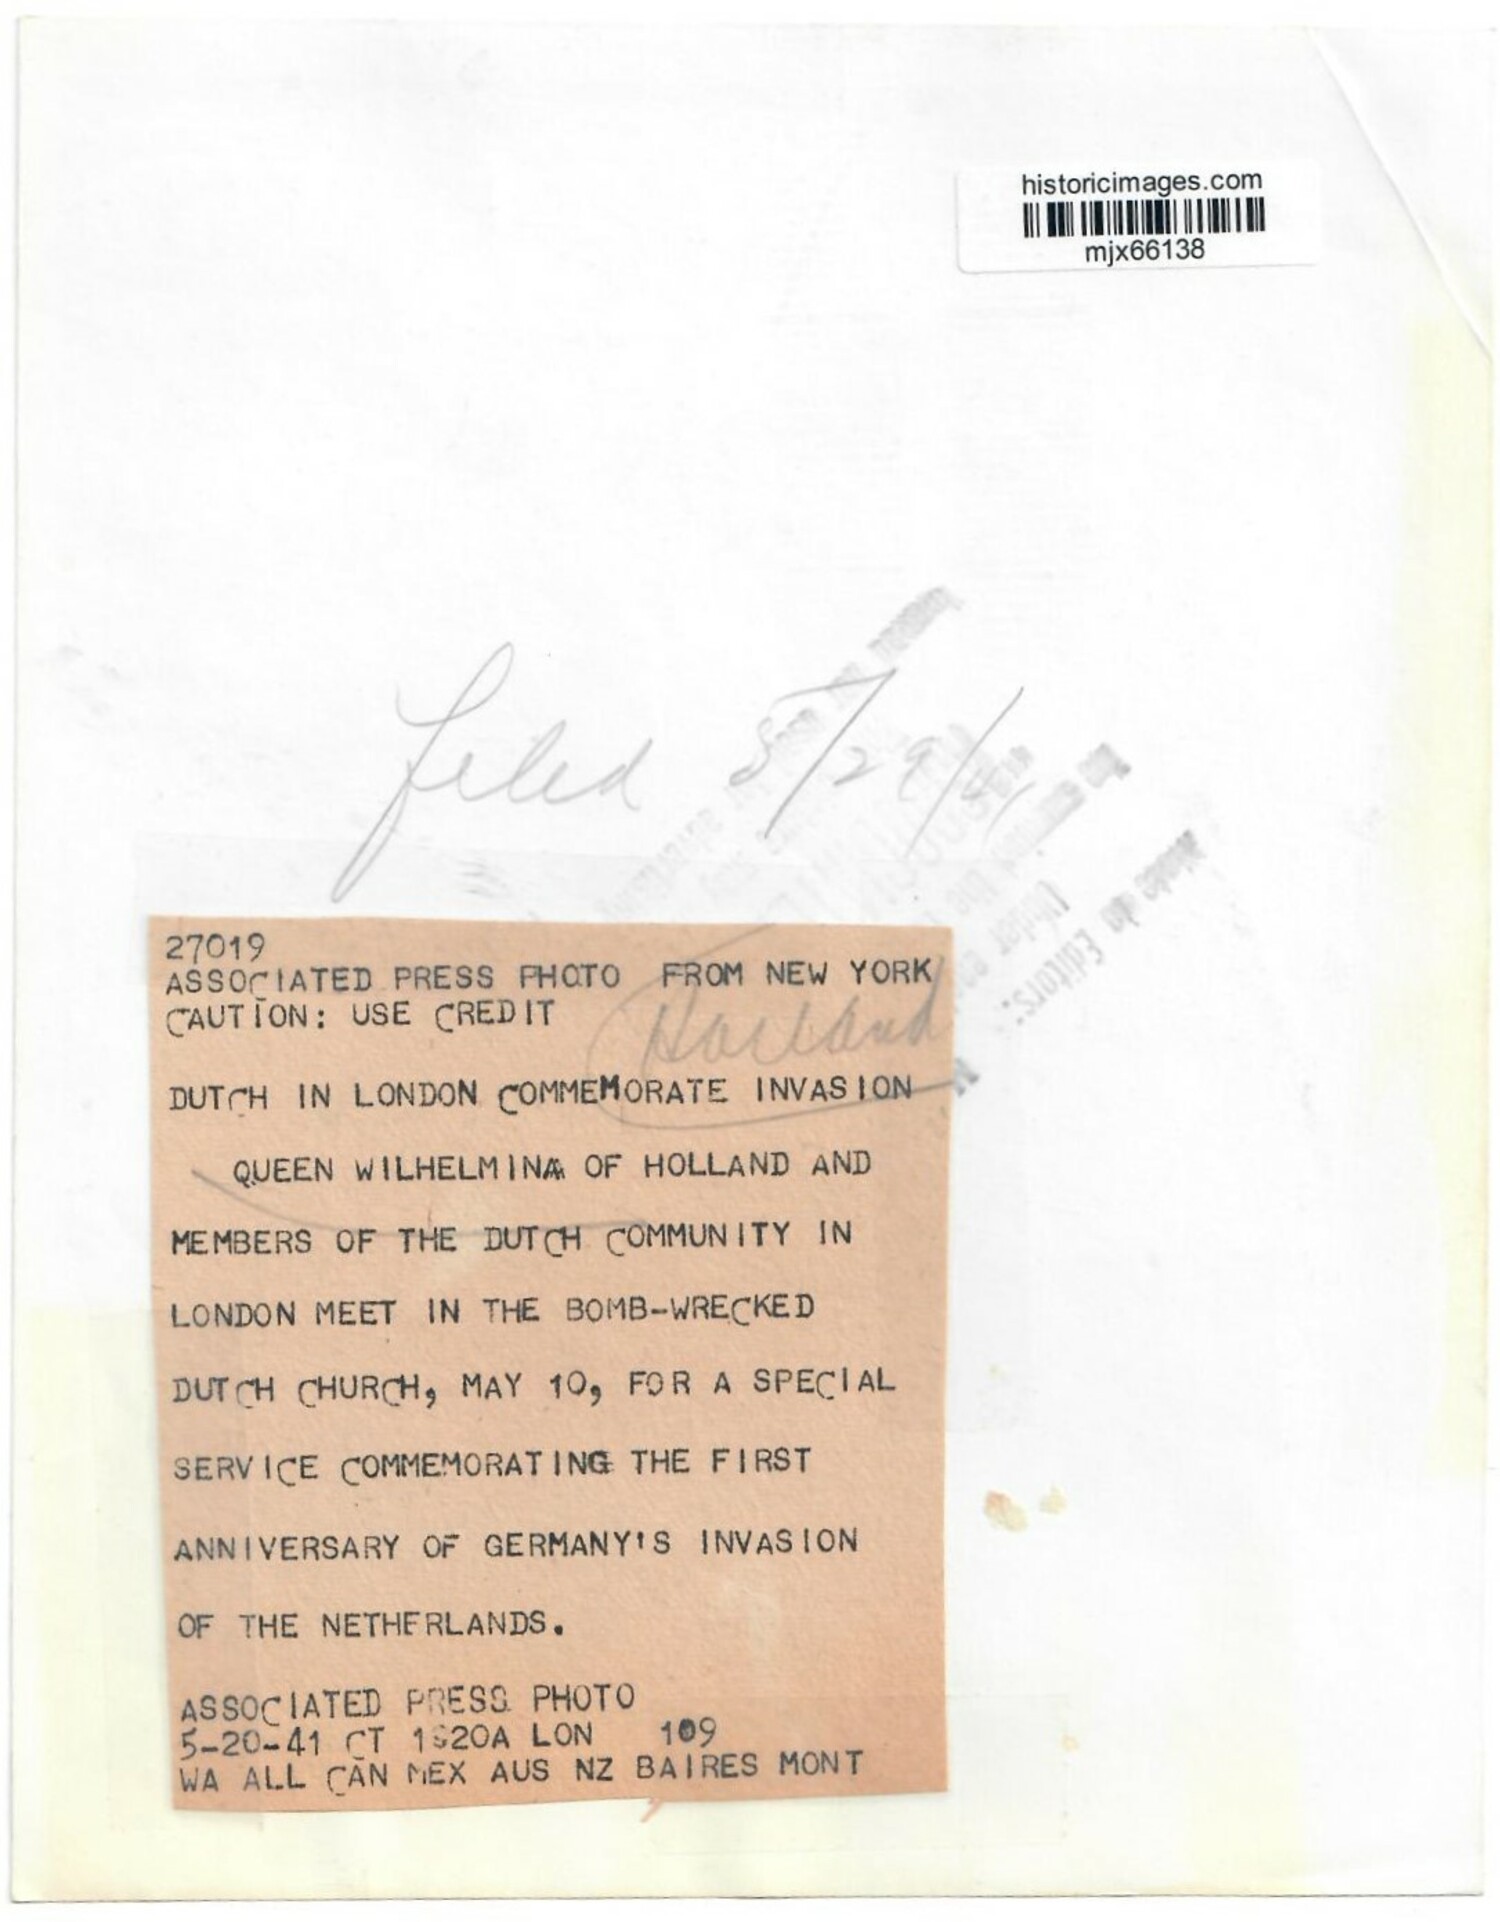 historicimages.com
mjx66138
filed 5/29/41
27019
ASSOCIATED PRESS PHOTO FROM NEW YORK
CAUTION: USE CREDIT
Holland
DUTCH IN LONDON COMMEMORATE INVASION
QUEEN WILHELMINA OF HOLLAND AND
MEMBERS OF THE DUTCH COMMUNITY IN
LONDON MEET IN THE BOMB-WRECKED
DUTCH CHURCH, MAY 10, FOR A SPECIAL
SERVICE COMMEMORATING THE FIRST
ANNIVERSARY OF GERMANY'S INVASION
OF THE NETHERLANDS.
ASSOCIATED PRESS PHOTO
5-20-41 CT LON 109
WA ALL CAN MEX AUS NZ BAIRES MONT